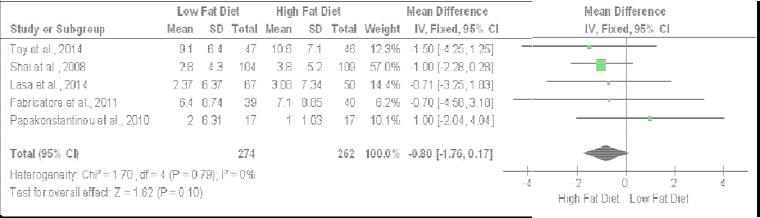 Low Fat Diet High Fat Diet Mean Difference Mean Difference
Study or Subgroup Mean SD Total Mean SD Total Weight IV, Fixed, 95% CI IV, Fixed, 95% CI
Tay et al., 2014 9.1 6.4 47 10.6 7.1 46 12.3% -1.50 [-4.25, 1.25]
Shai et al., 2008 2.8 4.3 104 3.8 5.2 109 57.0% -1.00 [-2.28, 0.28]
Lasa et al., 2014 2.37 6.37 67 3.08 7.34 50 14.4% -0.71 [-3.25, 1.83]
Fabricatore et al., 2011 6.4 8.74 39 7.1 8.85 40 6.2% -0.70 [-4.58, 3.18]
Papakonstantinou et al., 2010 2 6.31 17 1 1.03 17 10.1% 1.00 [-2.04, 4.04]
Total (95% CI) 274 262 100.0% -0.80 [-1.76, 0.17]
Heterogeneity: Chi² = 1.70, df = 4 (P = 0.79); I² = 0%
Test for overall effect: Z = 1.62 (P = 0.10)
-4 -2 0 2 4
High Fat Diet Low Fat Diet